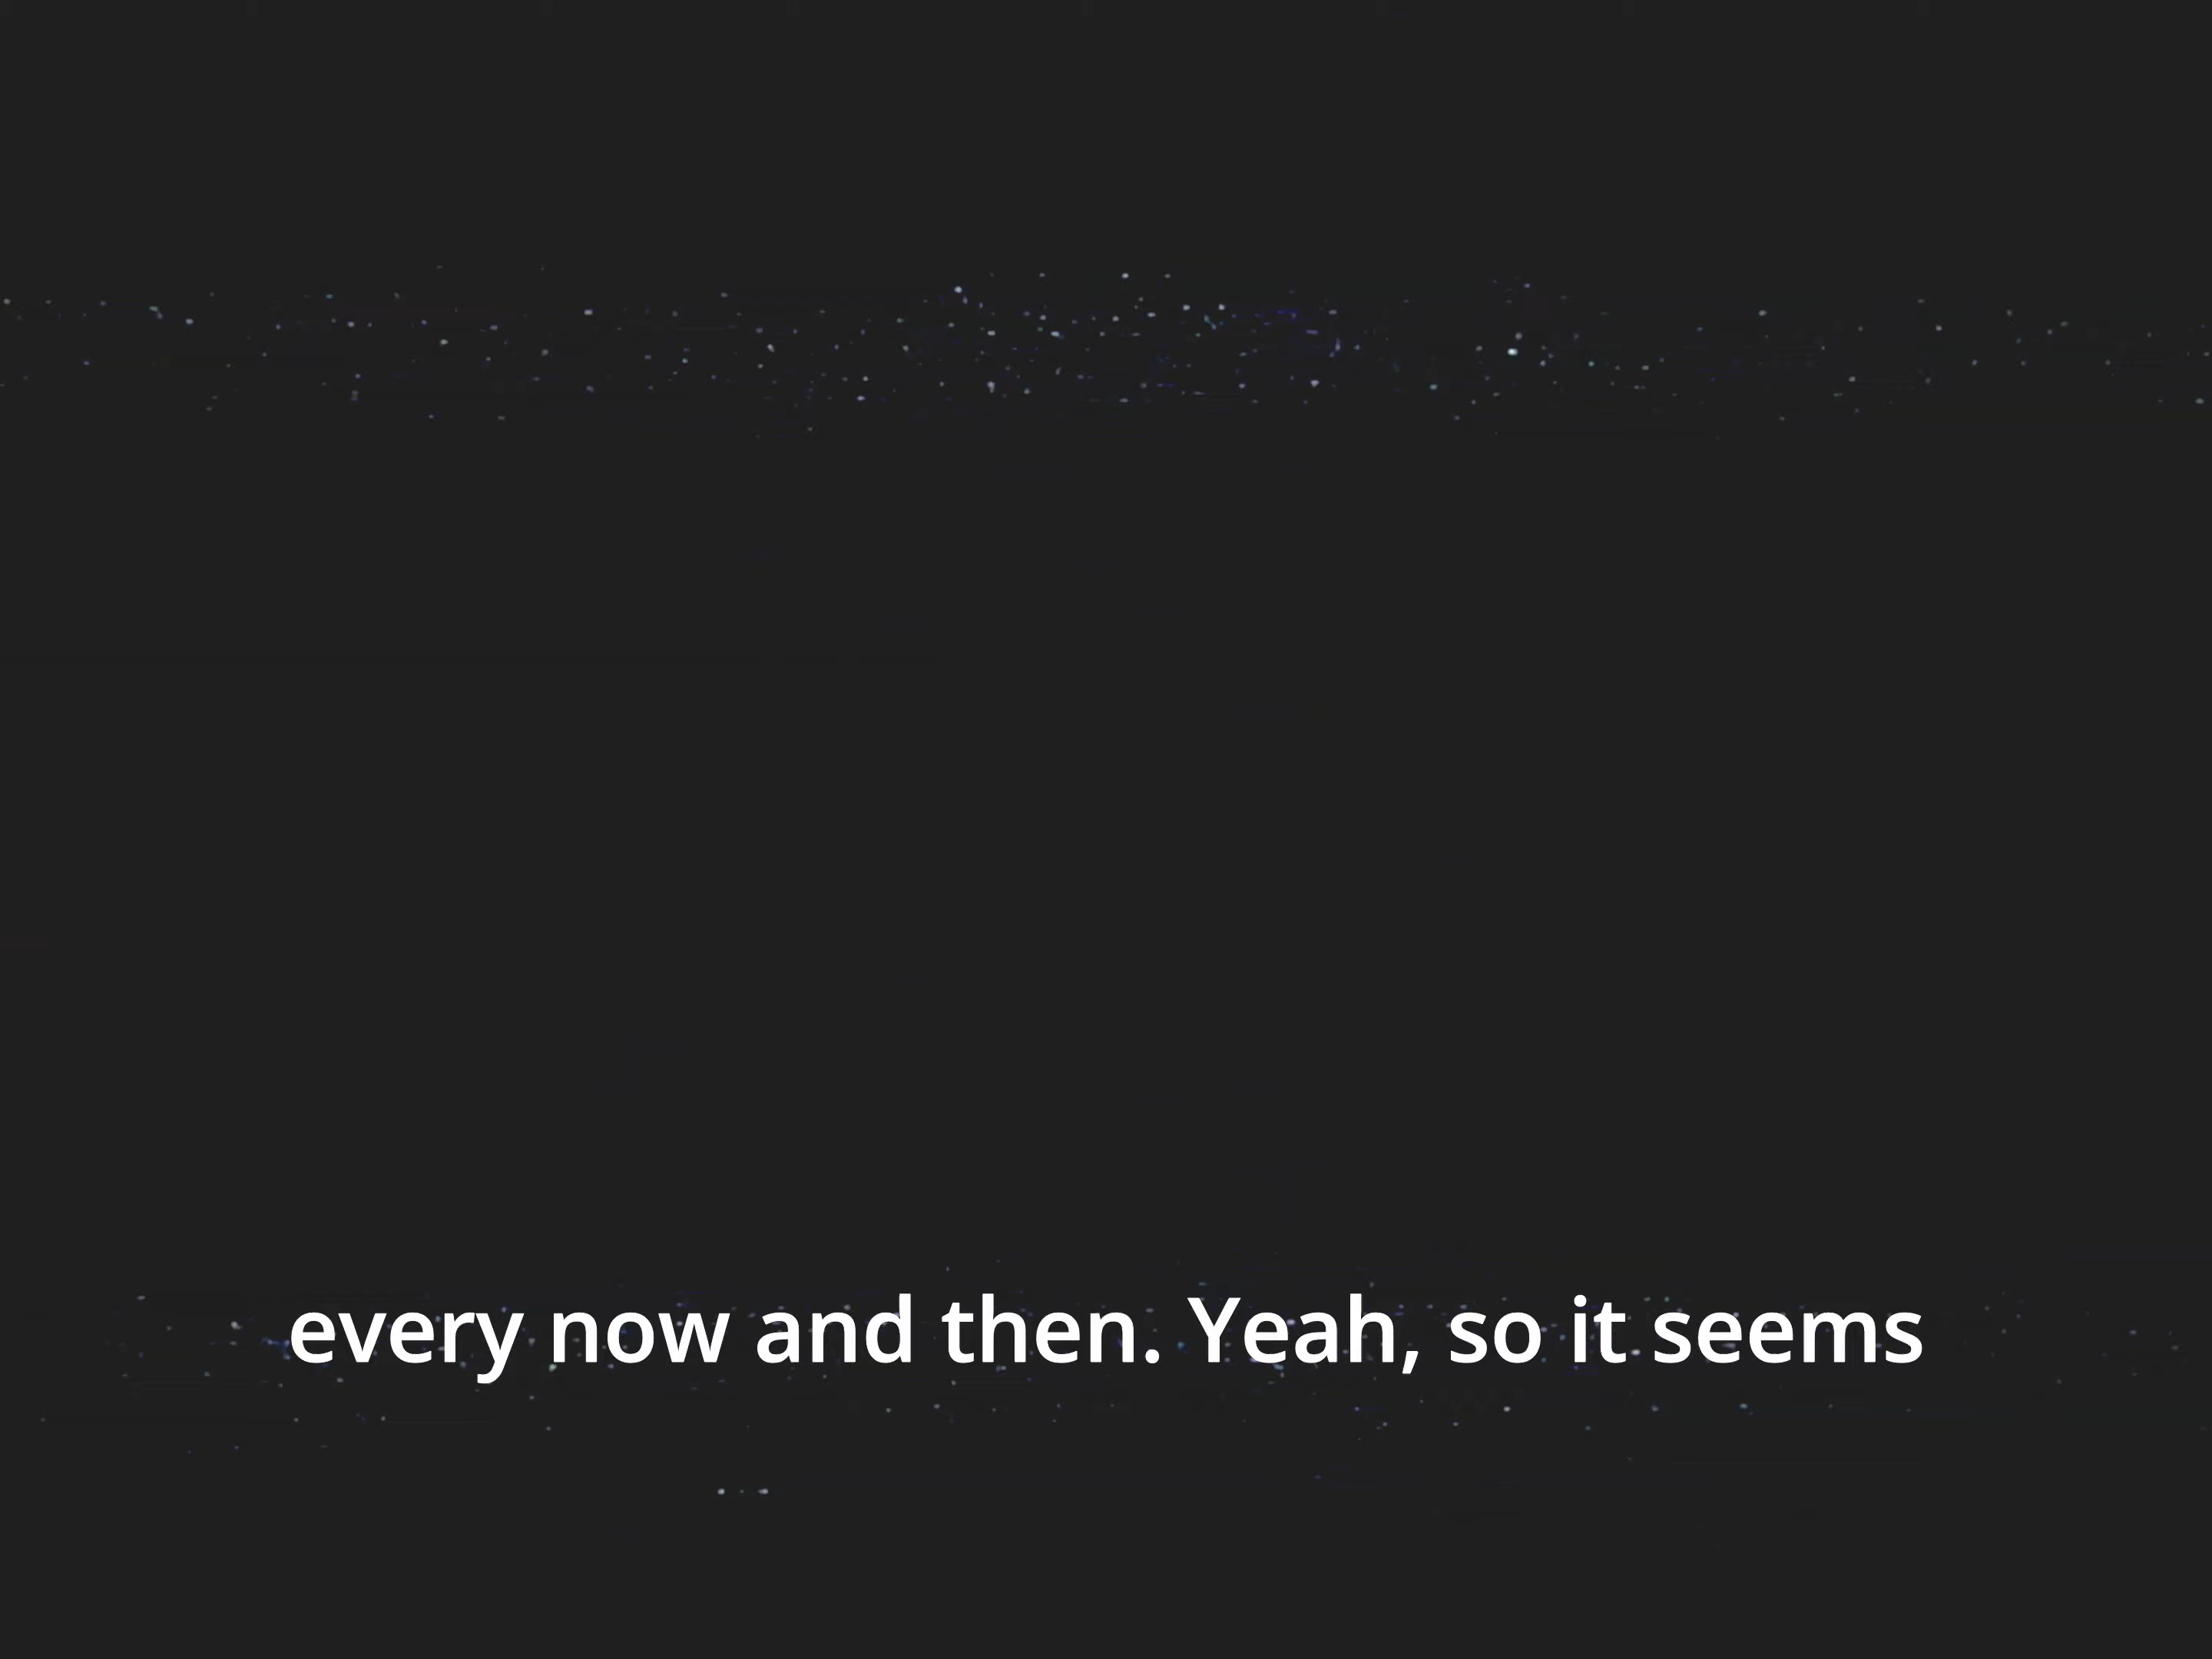 every now and then. Yeah, so it seems